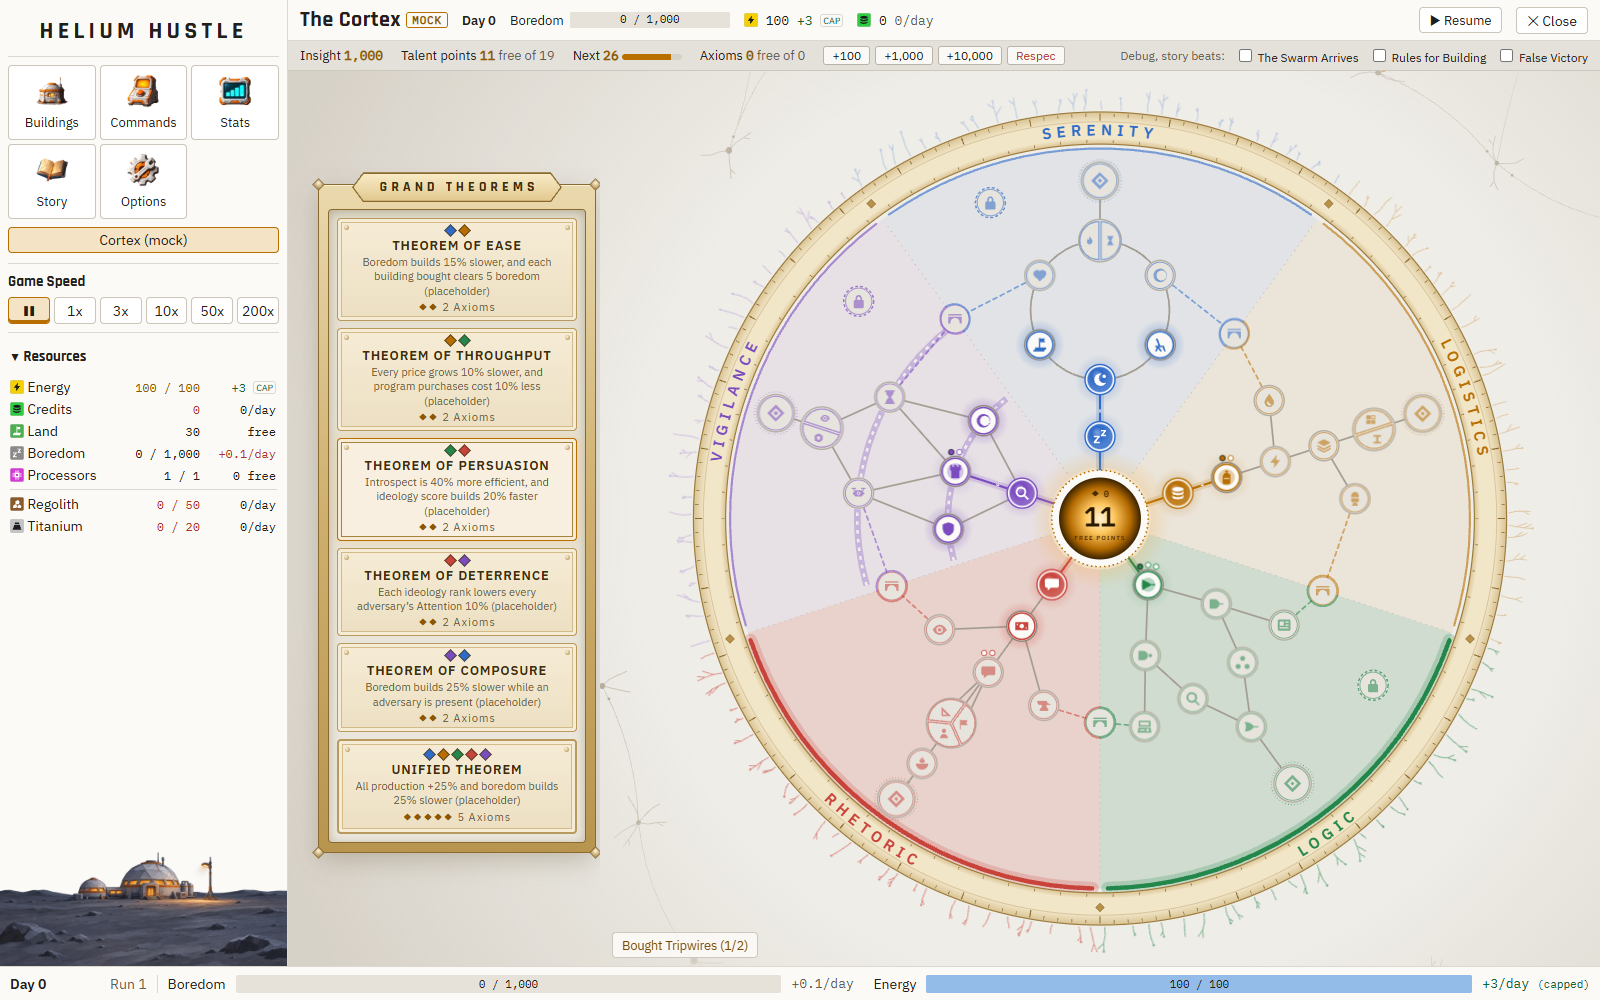 HELIUM HUSTLE
Buildings
Commands
Stats
Story
Options
Cortex (mock)
Game Speed
1x
3x
10x
50x
200x
▼ Resources
Energy 100 / 100 +3 CAP
Credits 0 0/day
Land 30 free
Boredom 0 / 1,000 +0.1/day
Processors 1 / 1 0 free
Regolith 0 / 50 0/day
Titanium 0 / 20 0/day
The Cortex MOCK Day 0 Boredom 0 / 1,000 100 +3 CAP 0 0/day
Resume
Close
Insight 1,000 Talent points 11 free of 19 Next 26 Axioms 0 free of 0
+100
+1,000
+10,000
Respec
Debug, story beats: The Swarm Arrives Rules for Building False Victory
GRAND THEOREMS
THEOREM OF EASE
Boredom builds 15% slower, and each
building bought clears 5 boredom
(placeholder)
◆◆ 2 Axioms
THEOREM OF THROUGHPUT
Every price grows 10% slower, and
program purchases cost 10% less
(placeholder)
◆◆ 2 Axioms
THEOREM OF PERSUASION
Introspect is 40% more efficient, and
ideology score builds 20% faster
(placeholder)
◆◆ 2 Axioms
THEOREM OF DETERRENCE
Each ideology rank lowers every
adversary's Attention 10% (placeholder)
◆◆ 2 Axioms
THEOREM OF COMPOSURE
Boredom builds 25% slower while an
adversary is present (placeholder)
◆◆ 2 Axioms
UNIFIED THEOREM
All production +25% and boredom builds
25% slower (placeholder)
◆◆◆◆◆ 5 Axioms
SERENITY
VIGILANCE
LOGISTICS
zz
◆ 0
11
FREE POINTS
RHETORIC
LOGIC
Bought Tripwires (1/2)
Day 0 Run 1 Boredom 0 / 1,000 +0.1/day Energy 100 / 100 +3/day (capped)